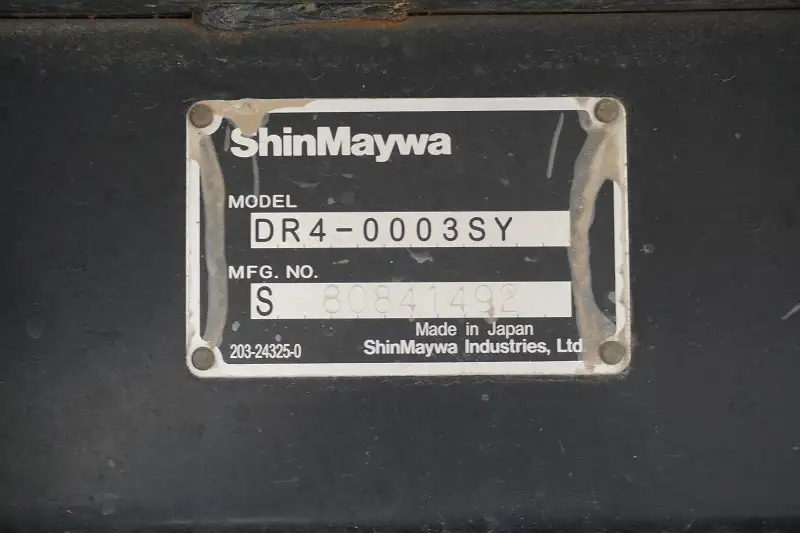 ShinMaywa
MODEL
DR4-0003SY
MFG. NO.
S 80841492
Made in Japan
203-24325-0 ShinMaywa Industries, Ltd